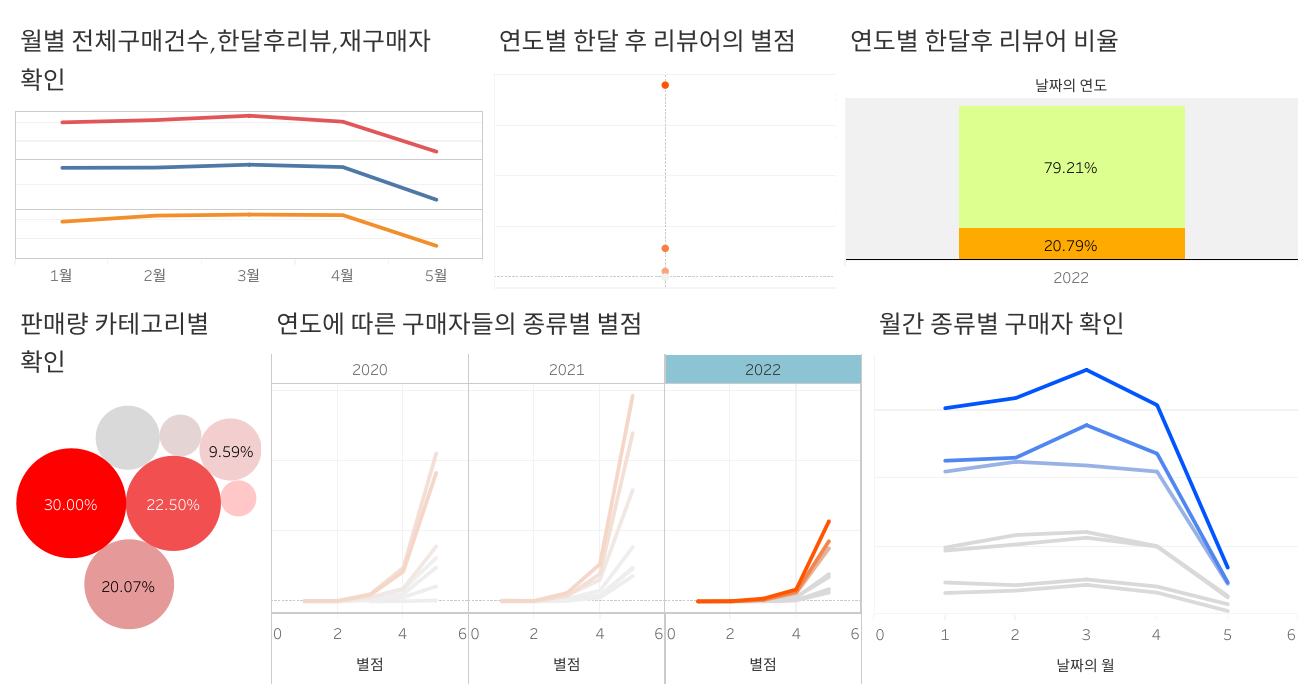 월별 전체구매건수,한달후리뷰,재구매자
확인
1월 2월 3월 4월 5월
연도별 한달 후 리뷰어의 별점
연도별 한달후 리뷰어 비율
날짜의 연도
79.21%
20.79%
2022
판매량 카테고리별
확인
9.59%
30.00%
22.50%
20.07%
연도에 따른 구매자들의 종류별 별점
2020 2021 2022
0 2 4 6 0 2 4 6 0 2 4 6
별점 별점 별점
월간 종류별 구매자 확인
0 1 2 3 4 5 6
날짜의 월